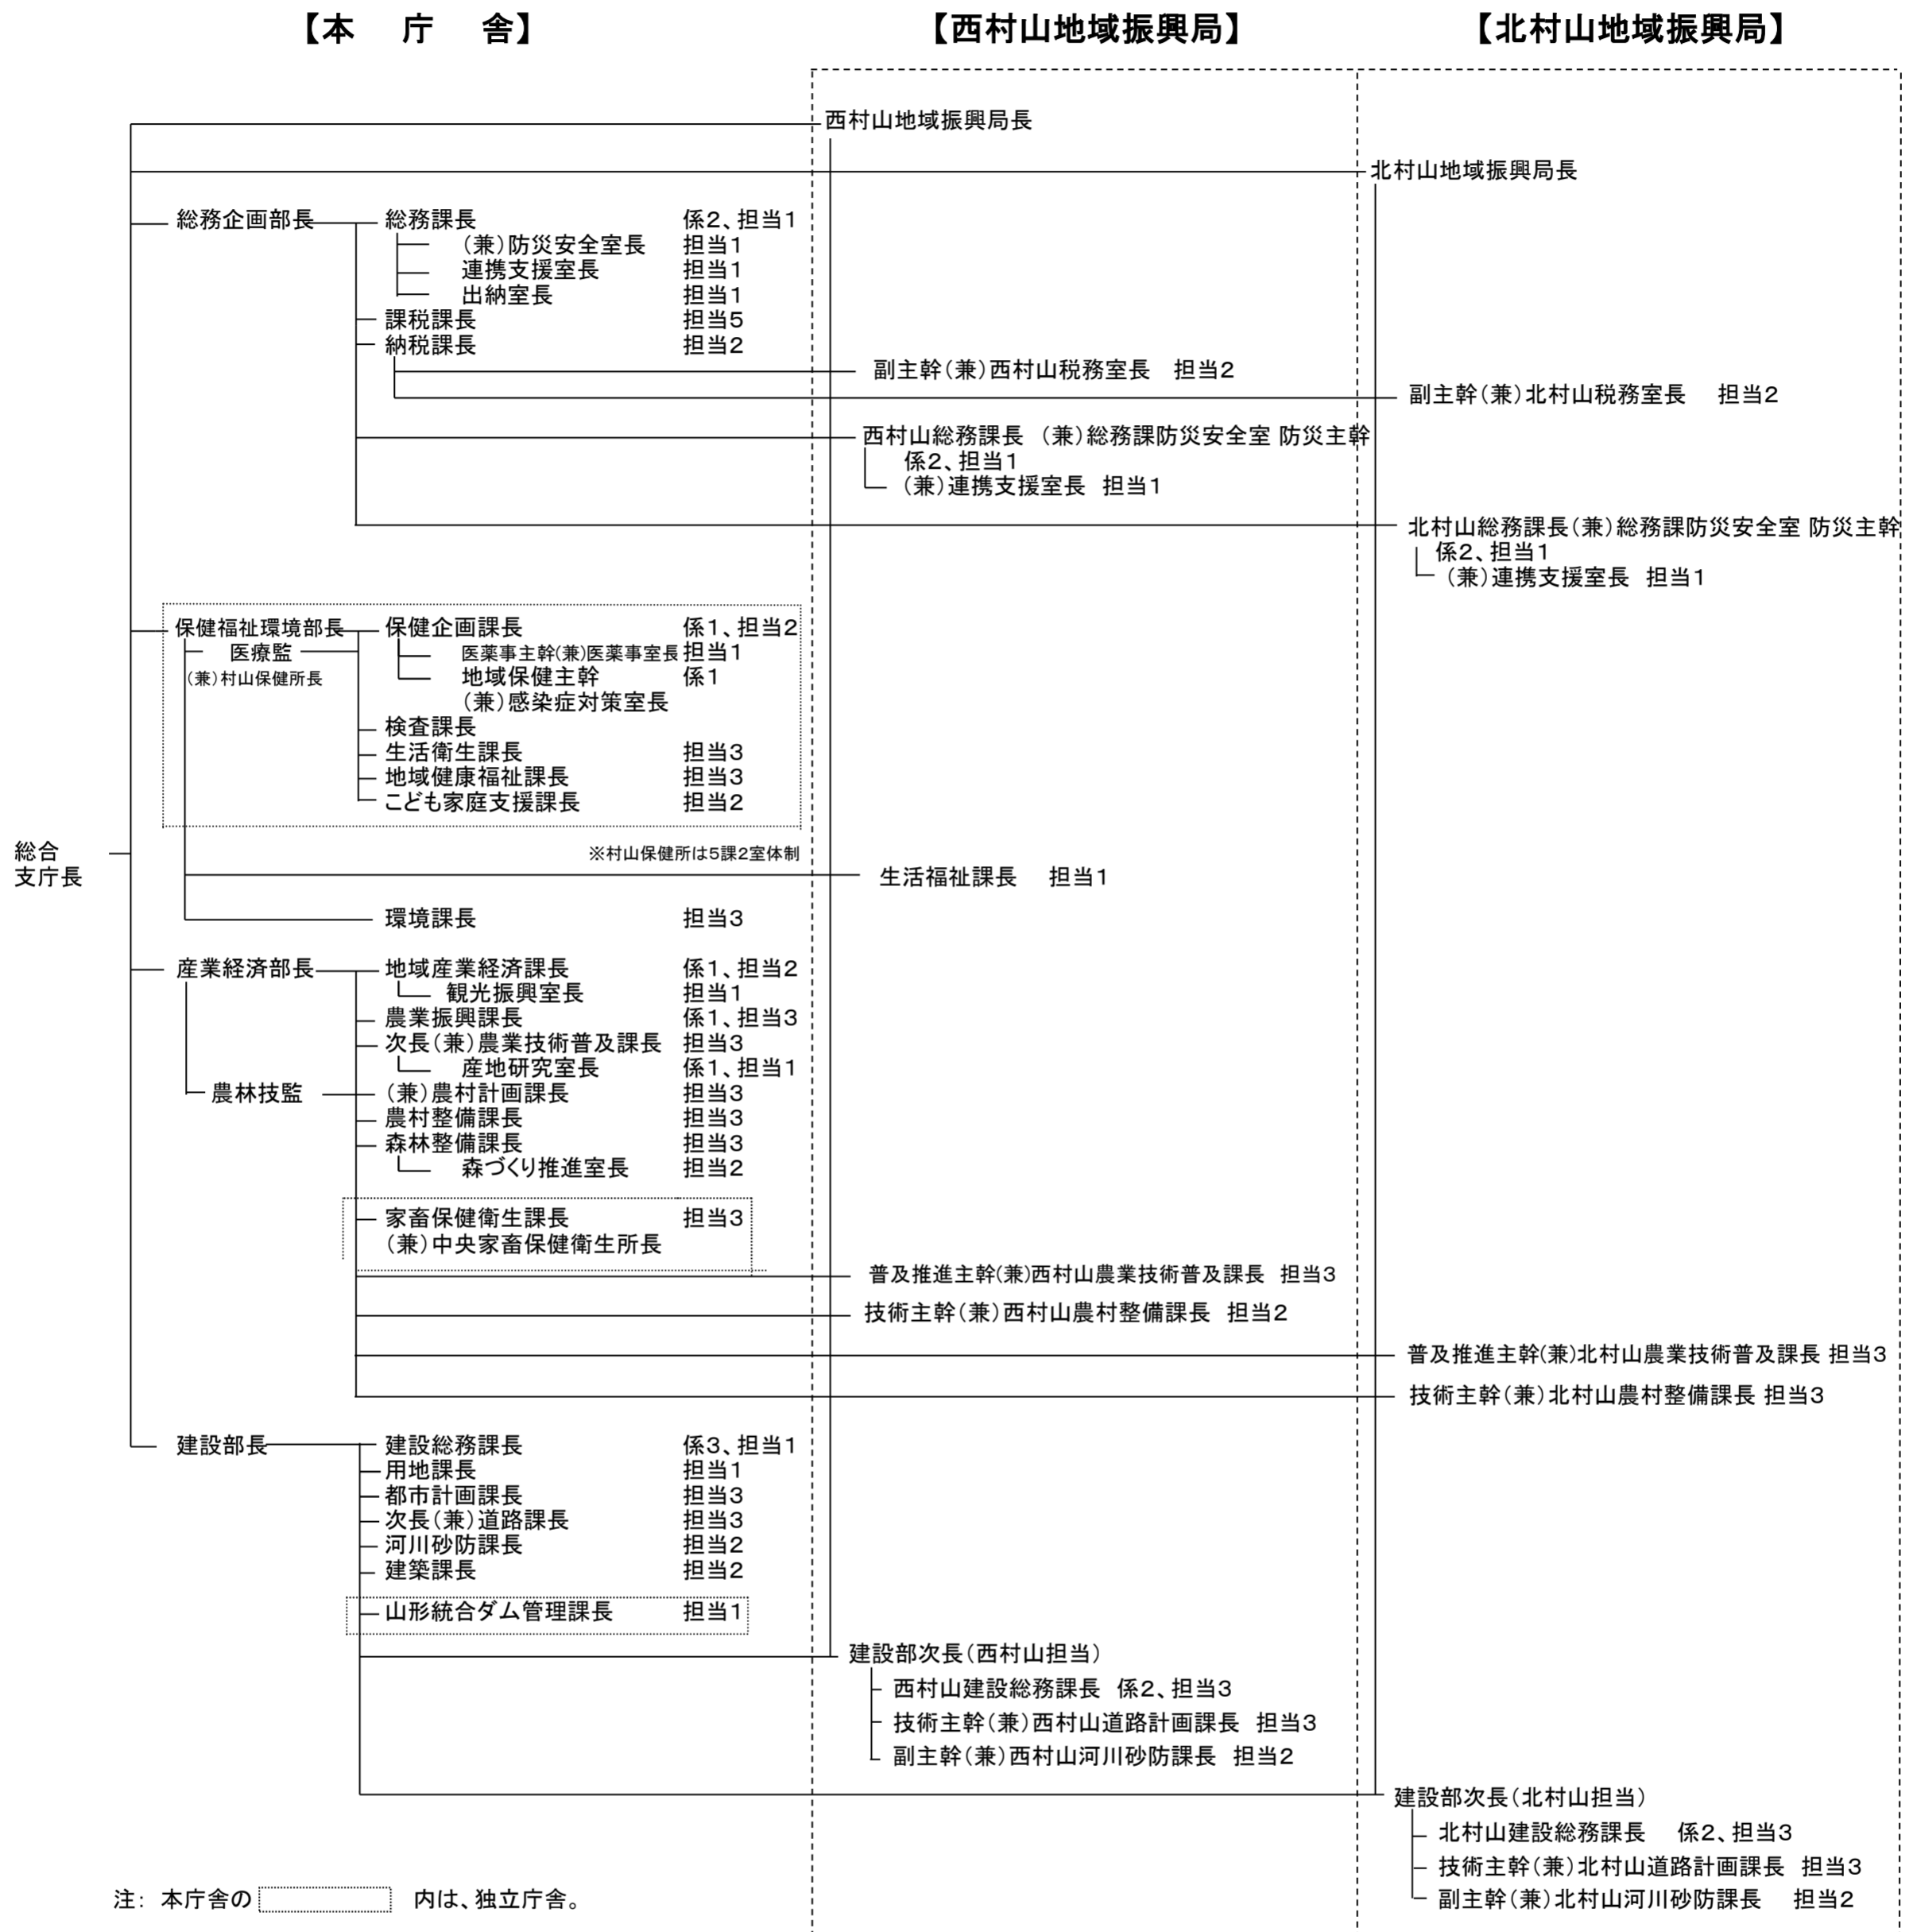 【本　庁　舎】　【西村山地域振興局】　【北村山地域振興局】
西村山地域振興局長
北村山地域振興局長
総務企画部長　総務課長　係2、担当1
（兼）防災安全室長　担当1
連携支援室長　担当1
出納室長　担当1
課税課長　担当5
納税課長　担当2
副主幹（兼）西村山税務室長　担当2
副主幹（兼）北村山税務室長　担当2
西村山総務課長　（兼）総務課防災安全室 防災主幹
係2、担当1
（兼）連携支援室長　担当1
北村山総務課長（兼）総務課防災安全室 防災主幹
係2、担当1
（兼）連携支援室長　担当1
保健福祉環境部長　保健企画課長　係1、担当2
医療監　医薬事主幹（兼）医薬事室長　担当1
（兼）村山保健所長　地域保健主幹　係1
（兼）感染症対策室長
検査課長
生活衛生課長　担当3
地域健康福祉課長　担当3
こども家庭支援課長　担当2
総合
支庁長
※村山保健所は5課2室体制
生活福祉課長　担当1
環境課長　担当3
産業経済部長　地域産業経済課長　係1、担当2
観光振興室長　担当1
農業振興課長　係1、担当3
次長（兼）農業技術普及課長　担当3
産地研究室長　係1、担当1
農林技監　（兼）農村計画課長　担当3
農村整備課長　担当3
森林整備課長　担当3
森づくり推進室長　担当2
家畜保健衛生課長　担当3
（兼）中央家畜保健衛生所長
普及推進主幹（兼）西村山農業技術普及課長　担当3
技術主幹（兼）西村山農村整備課長　担当2
普及推進主幹（兼）北村山農業技術普及課長 担当3
技術主幹（兼）北村山農村整備課長 担当3
建設部長　建設総務課長　係3、担当1
用地課長　担当1
都市計画課長　担当3
次長（兼）道路課長　担当3
河川砂防課長　担当2
建築課長　担当2
山形統合ダム管理課長　担当1
建設部次長（西村山担当）
西村山建設総務課長　係2、担当3
技術主幹（兼）西村山道路計画課長　担当3
副主幹（兼）西村山河川砂防課長　担当2
建設部次長（北村山担当）
北村山建設総務課長　係2、担当3
技術主幹（兼）北村山道路計画課長　担当3
副主幹（兼）北村山河川砂防課長　担当2
注： 本庁舎の　内は、独立庁舎。